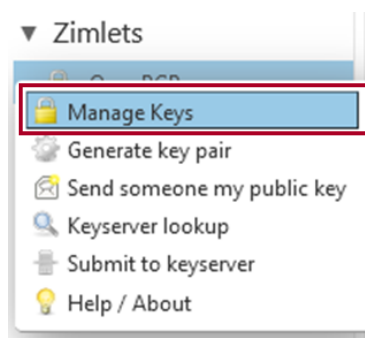 Zimlets
Manage Keys
Generate key pair
Send someone my public key
Keyserver lookup
Submit to keyserver
Help / About